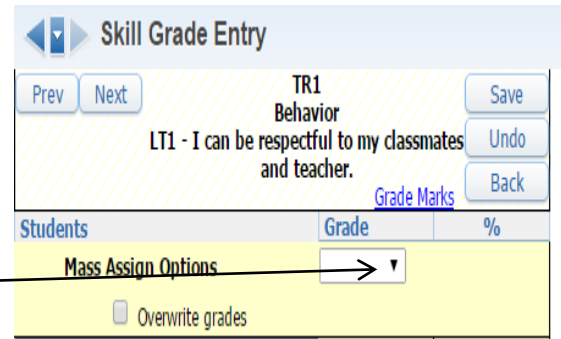 Skill Grade Entry
Prev Next TR1 Save
Behavior
LT1 - I can be respectful to my classmates Undo
and teacher.
Grade Marks Back
Students Grade %
Mass Assign Options
Overwrite grades